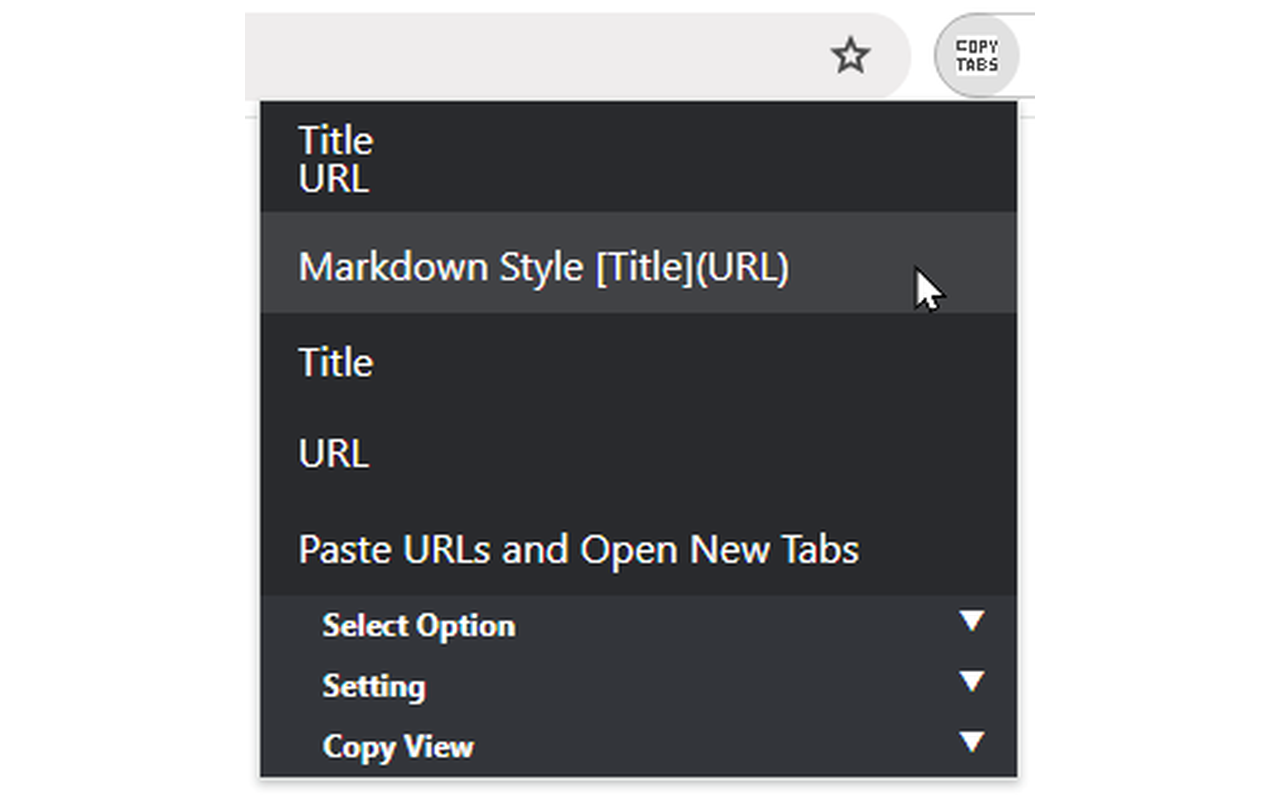 COPY
TABS
Title
URL
Markdown Style [Title](URL)
Title
URL
Paste URLs and Open New Tabs
Select Option
Setting
Copy View